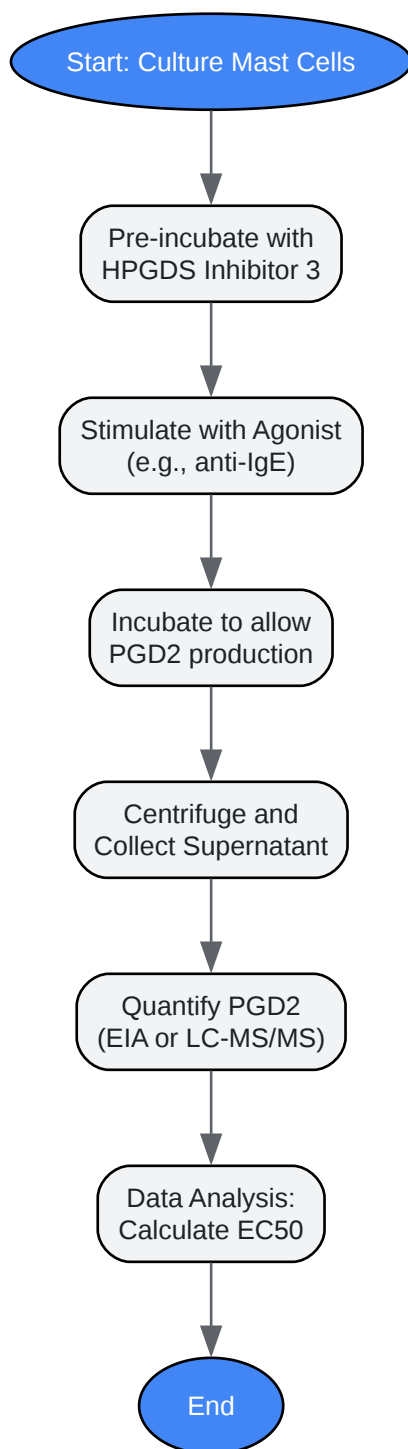 Start: Culture Mast Cells
Pre-incubate with
HPGDS Inhibitor 3
Stimulate with Agonist
(e.g., anti-IgE)
Incubate to allow
PGD2 production
Centrifuge and
Collect Supernatant
Quantify PGD2
(EIA or LC-MS/MS)
Data Analysis:
Calculate EC50
End